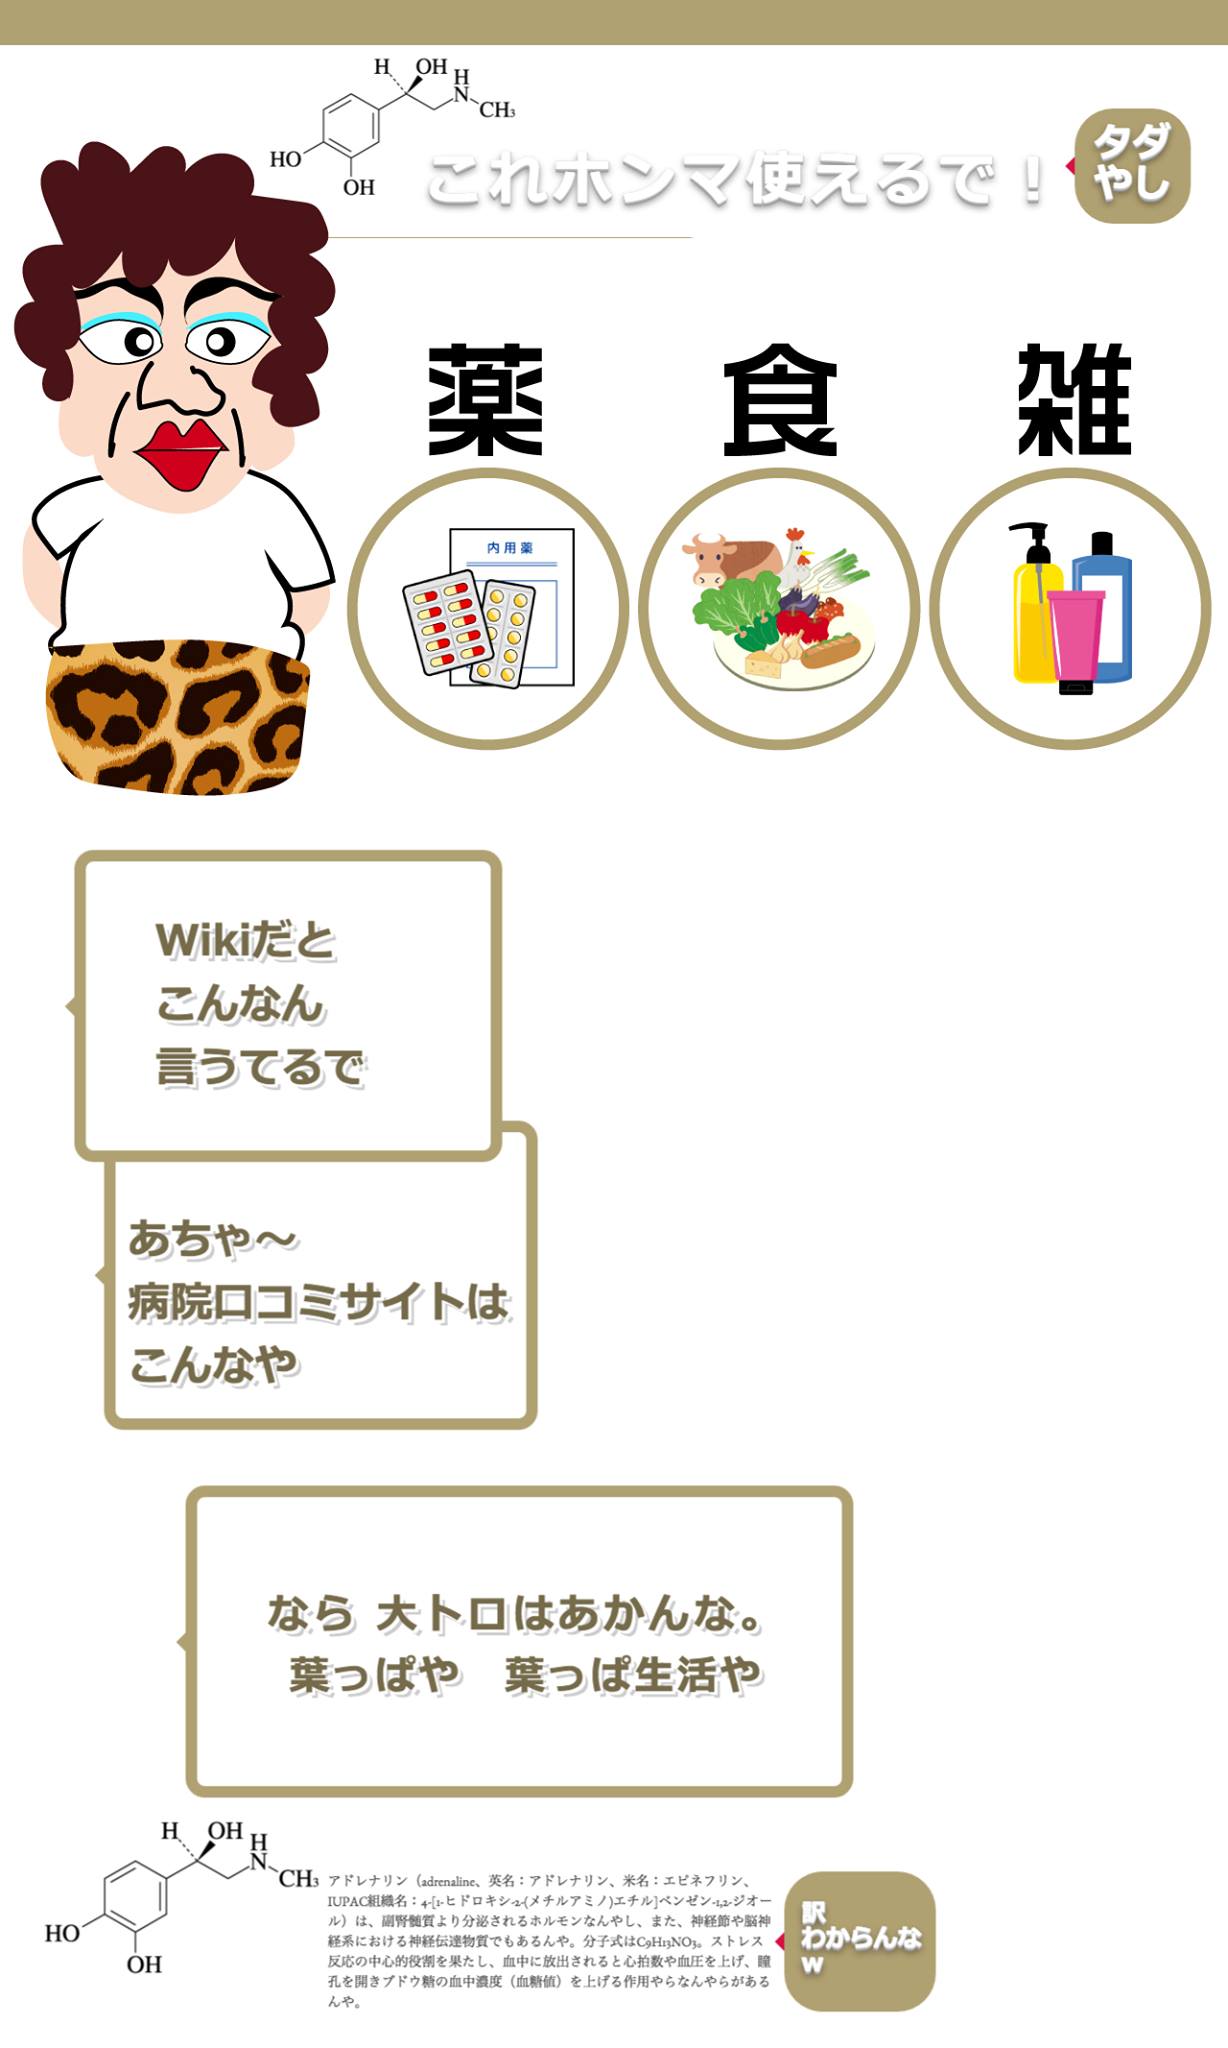 H OH H
N
CH3
HO
OH
これホンマ使えるで！
タダ
やし
薬 食 雑
内用薬
Wikiだと
こんなん
言うてるで
あちゃ〜
病院口コミサイトは
こんなや
なら 大トロはあかんな。
葉っぱや 葉っぱ生活や
H OH H
N
CH3
HO
OH
アドレナリン（adrenaline、英名：アドレナリン、米名：エピネフリン、
IUPAC組織名：4-[1-ヒドロキシ-2-(メチルアミノ)エチル]ベンゼン-1,2-ジオー
ル）は、副腎髄質より分泌されるホルモンなんやし、また、神経節や脳神
経系における神経伝達物質でもあるんや。分子式はC9H13NO3。ストレス
反応の中心的役割を果たし、血中に放出されると心拍数や血圧を上げ、瞳
孔を開きブドウ糖の血中濃度（血糖値）を上げる作用やらなんやらがある
んや。
訳
わからんな
w